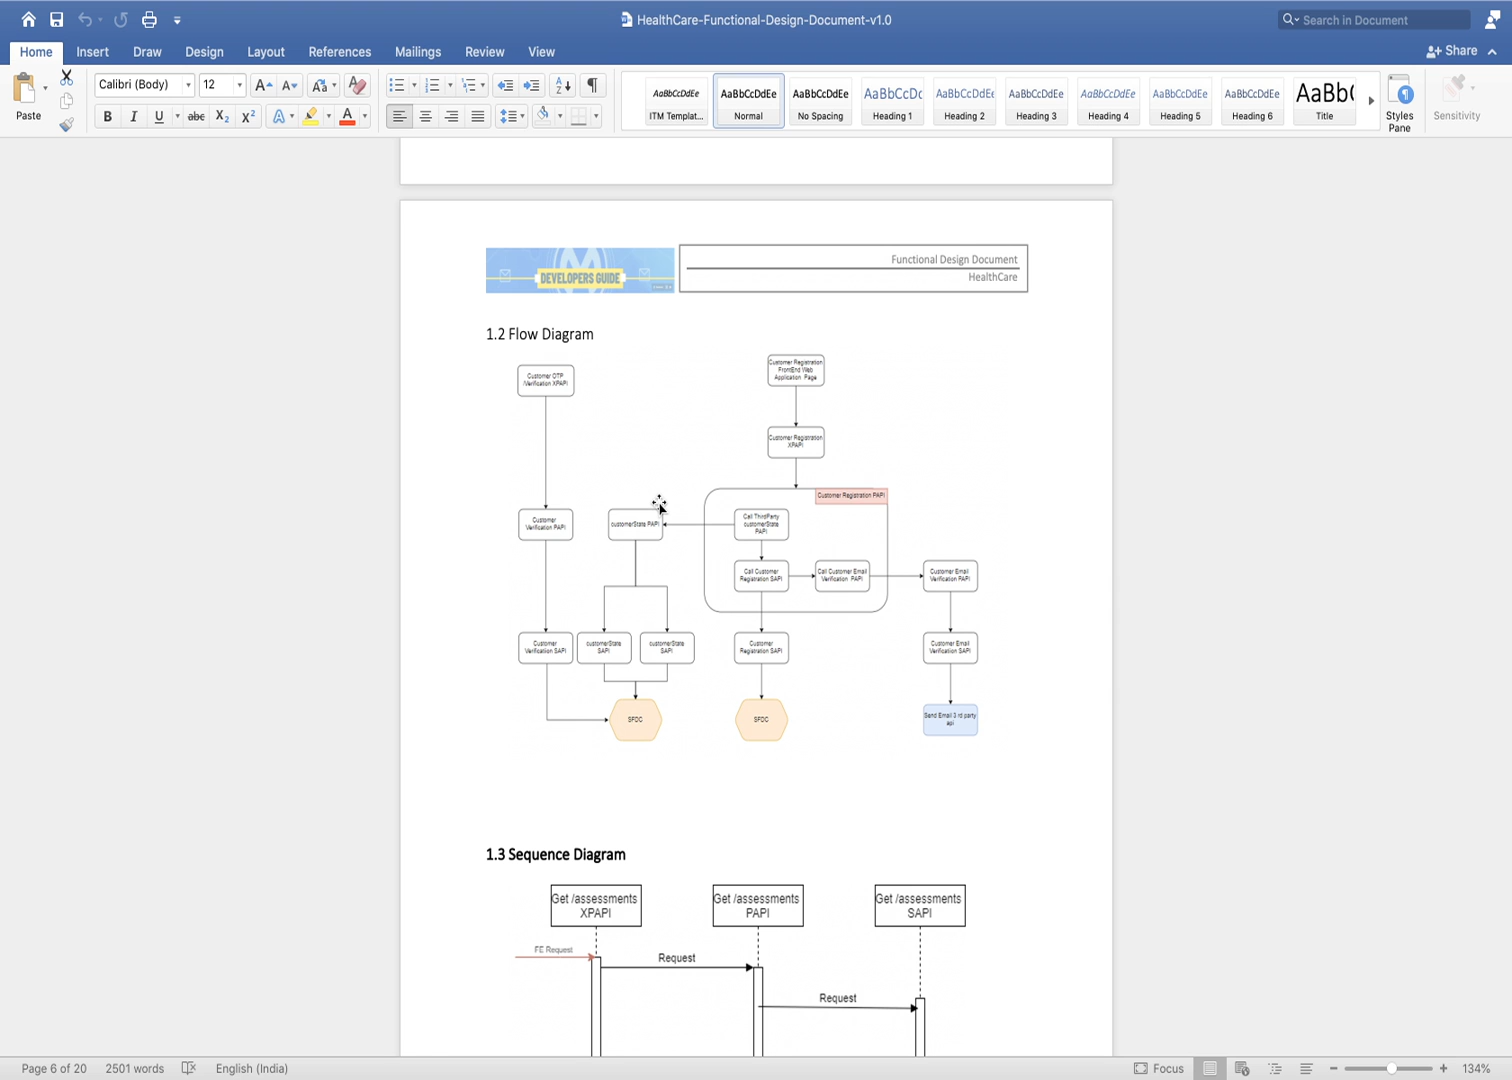 HealthCare-Functional-Design-Document-v1.0
Search in Document
Home
Insert
Draw
Design
Layout
References
Mailings
Review
View
Share
Paste
Calibri (Body)
12
AaBbCcDdEe
ITM Templat...
AaBbCcDdEe
Normal
AaBbCcDdEe
No Spacing
AaBbCcDc
Heading 1
AaBbCcDdEe
Heading 2
AaBbCcDdEe
Heading 3
AaBbCcDdEe
Heading 4
AaBbCcDdEe
Heading 5
AaBbCcDdEe
Heading 6
AaBb(
Title
Styles
Pane
Sensitivity
DEVELOPERS GUIDE
Functional Design Document
HealthCare
1.2 Flow Diagram
Customer OTP
/Verification XPAPI
Customer Registration
FrontEnd Web
Application Page
Customer Registration
XPAPI
Customer Registration PAPI
Customer
Verification PAPI
customerState PAPI
Call ThirdParty
customerState
PAPI
Call Customer
Registration SAPI
Call Customer Email
Verification PAPI
Customer Email
Verification PAPI
Customer
Verification SAPI
customerState
SAPI
customerState
SAPI
Customer
Registration SAPI
Customer Email
Verification SAPI
SFDC
SFDC
Send Email 3 rd party
api
1.3 Sequence Diagram
Get /assessments
XPAPI
Get /assessments
PAPI
Get /assessments
SAPI
FE Request
Request
Request
Page 6 of 20
2501 words
English (India)
Focus
134%